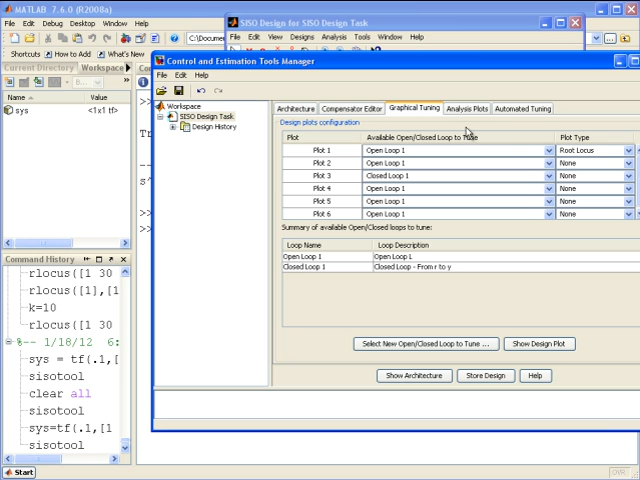 MATLAB 7.6.0 (R2008a)
File Edit Debug Desktop Window
C:\Docume
Shortcuts How to Add What's New
Current Directory Workspace
B...
Name Value
sys <1x1 tf>
Command History
rlocus([1 30
rlocus([1],[1
k=10
rlocus([1 30
%-- 1/18/12 6:
sys = tf(.1,[
sisotool
clear all
sisotool
sys=tf(.1,[1
sisotool
Start
OVR
SISO Design for SISO Design Task
File Edit View Designs Analysis Tools Window Help
Control and Estimation Tools Manager
File Edit Help
Workspace
SISO Design Task
Design History
Architecture Compensator Editor Graphical Tuning Analysis Plots Automated Tuning
Design plots configuration
Plot Available Open/Closed Loop to Tune Plot Type
Plot 1 Open Loop 1 Root Locus
Plot 2 Open Loop 1 None
Plot 3 Closed Loop 1 None
Plot 4 Open Loop 1 None
Plot 5 Open Loop 1 None
Plot 6 Open Loop 1 None
Summary of available Open/Closed loops to tune:
Loop Name Loop Description
Open Loop 1 Open Loop L
Closed Loop 1 Closed Loop - From r to y
Select New Open/Closed Loop to Tune ... Show Design Plot
Show Architecture Store Design Help